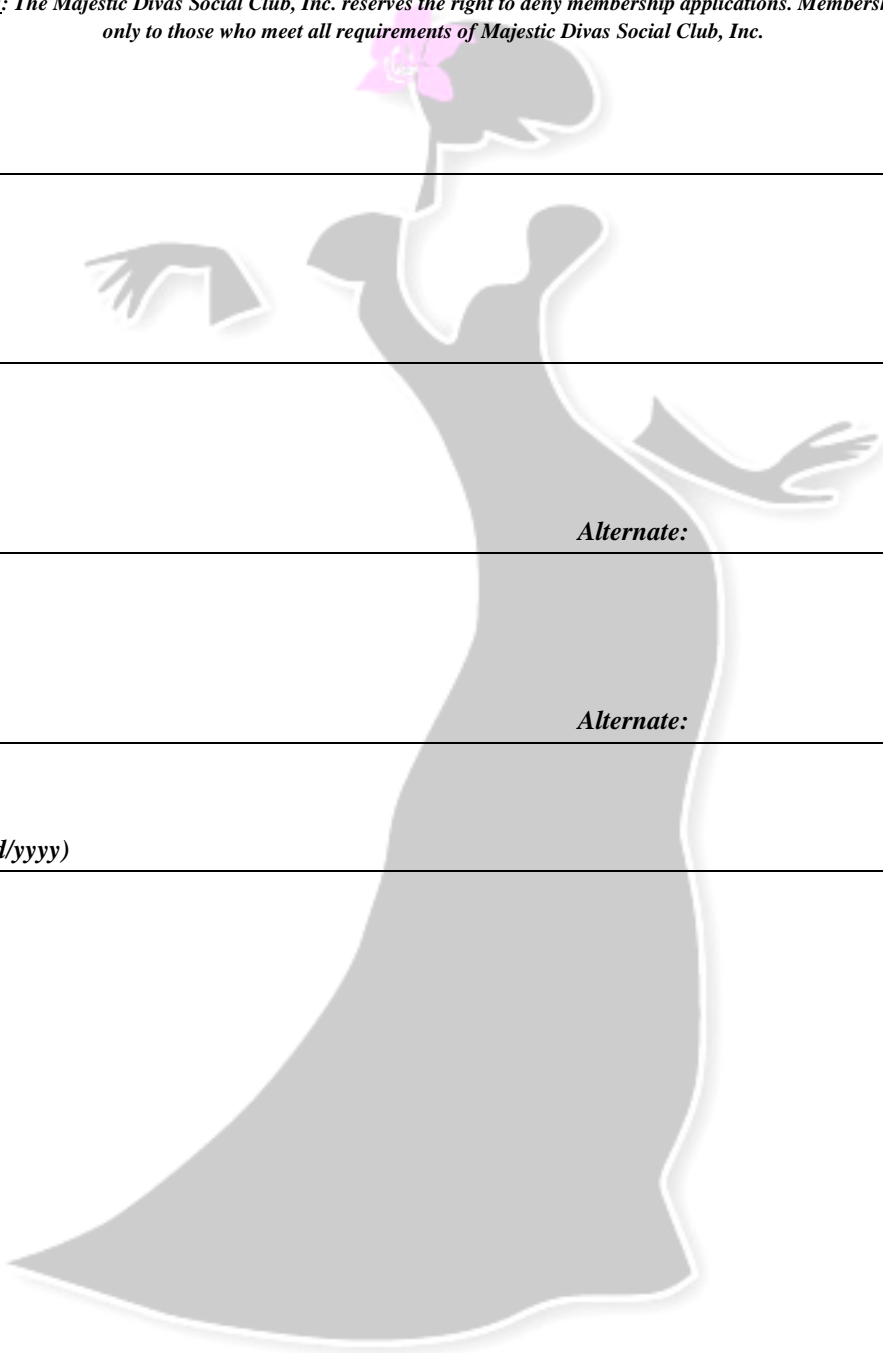 : The Majestic Divas Social Club, Inc. reserves the right to deny membership applications. Membersh
only to those who meet all requirements of Majestic Divas Social Club, Inc.
Alternate:
Alternate:
/yyyy)